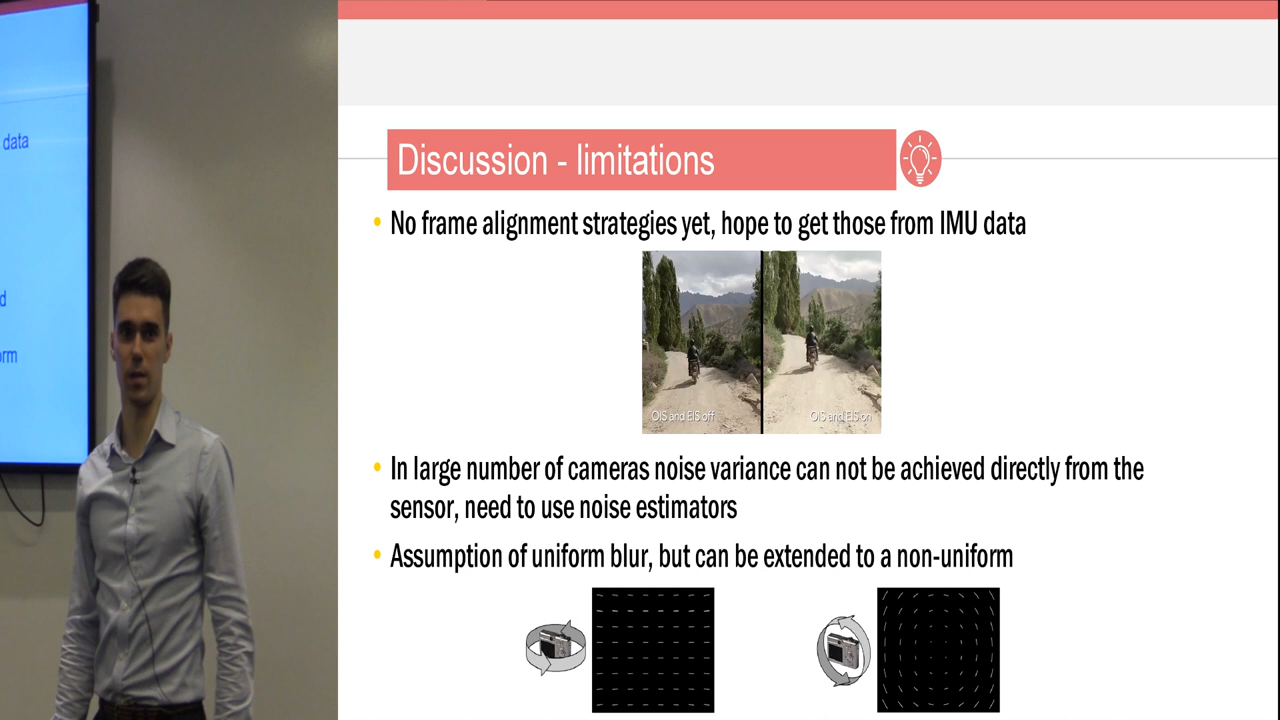 data
d
orm
Discussion - limitations
• No frame alignment strategies yet, hope to get those from IMU data
OIS and EIS off
OIS and EIS on
• In large number of cameras noise variance can not be achieved directly from the
sensor, need to use noise estimators
• Assumption of uniform blur, but can be extended to a non-uniform